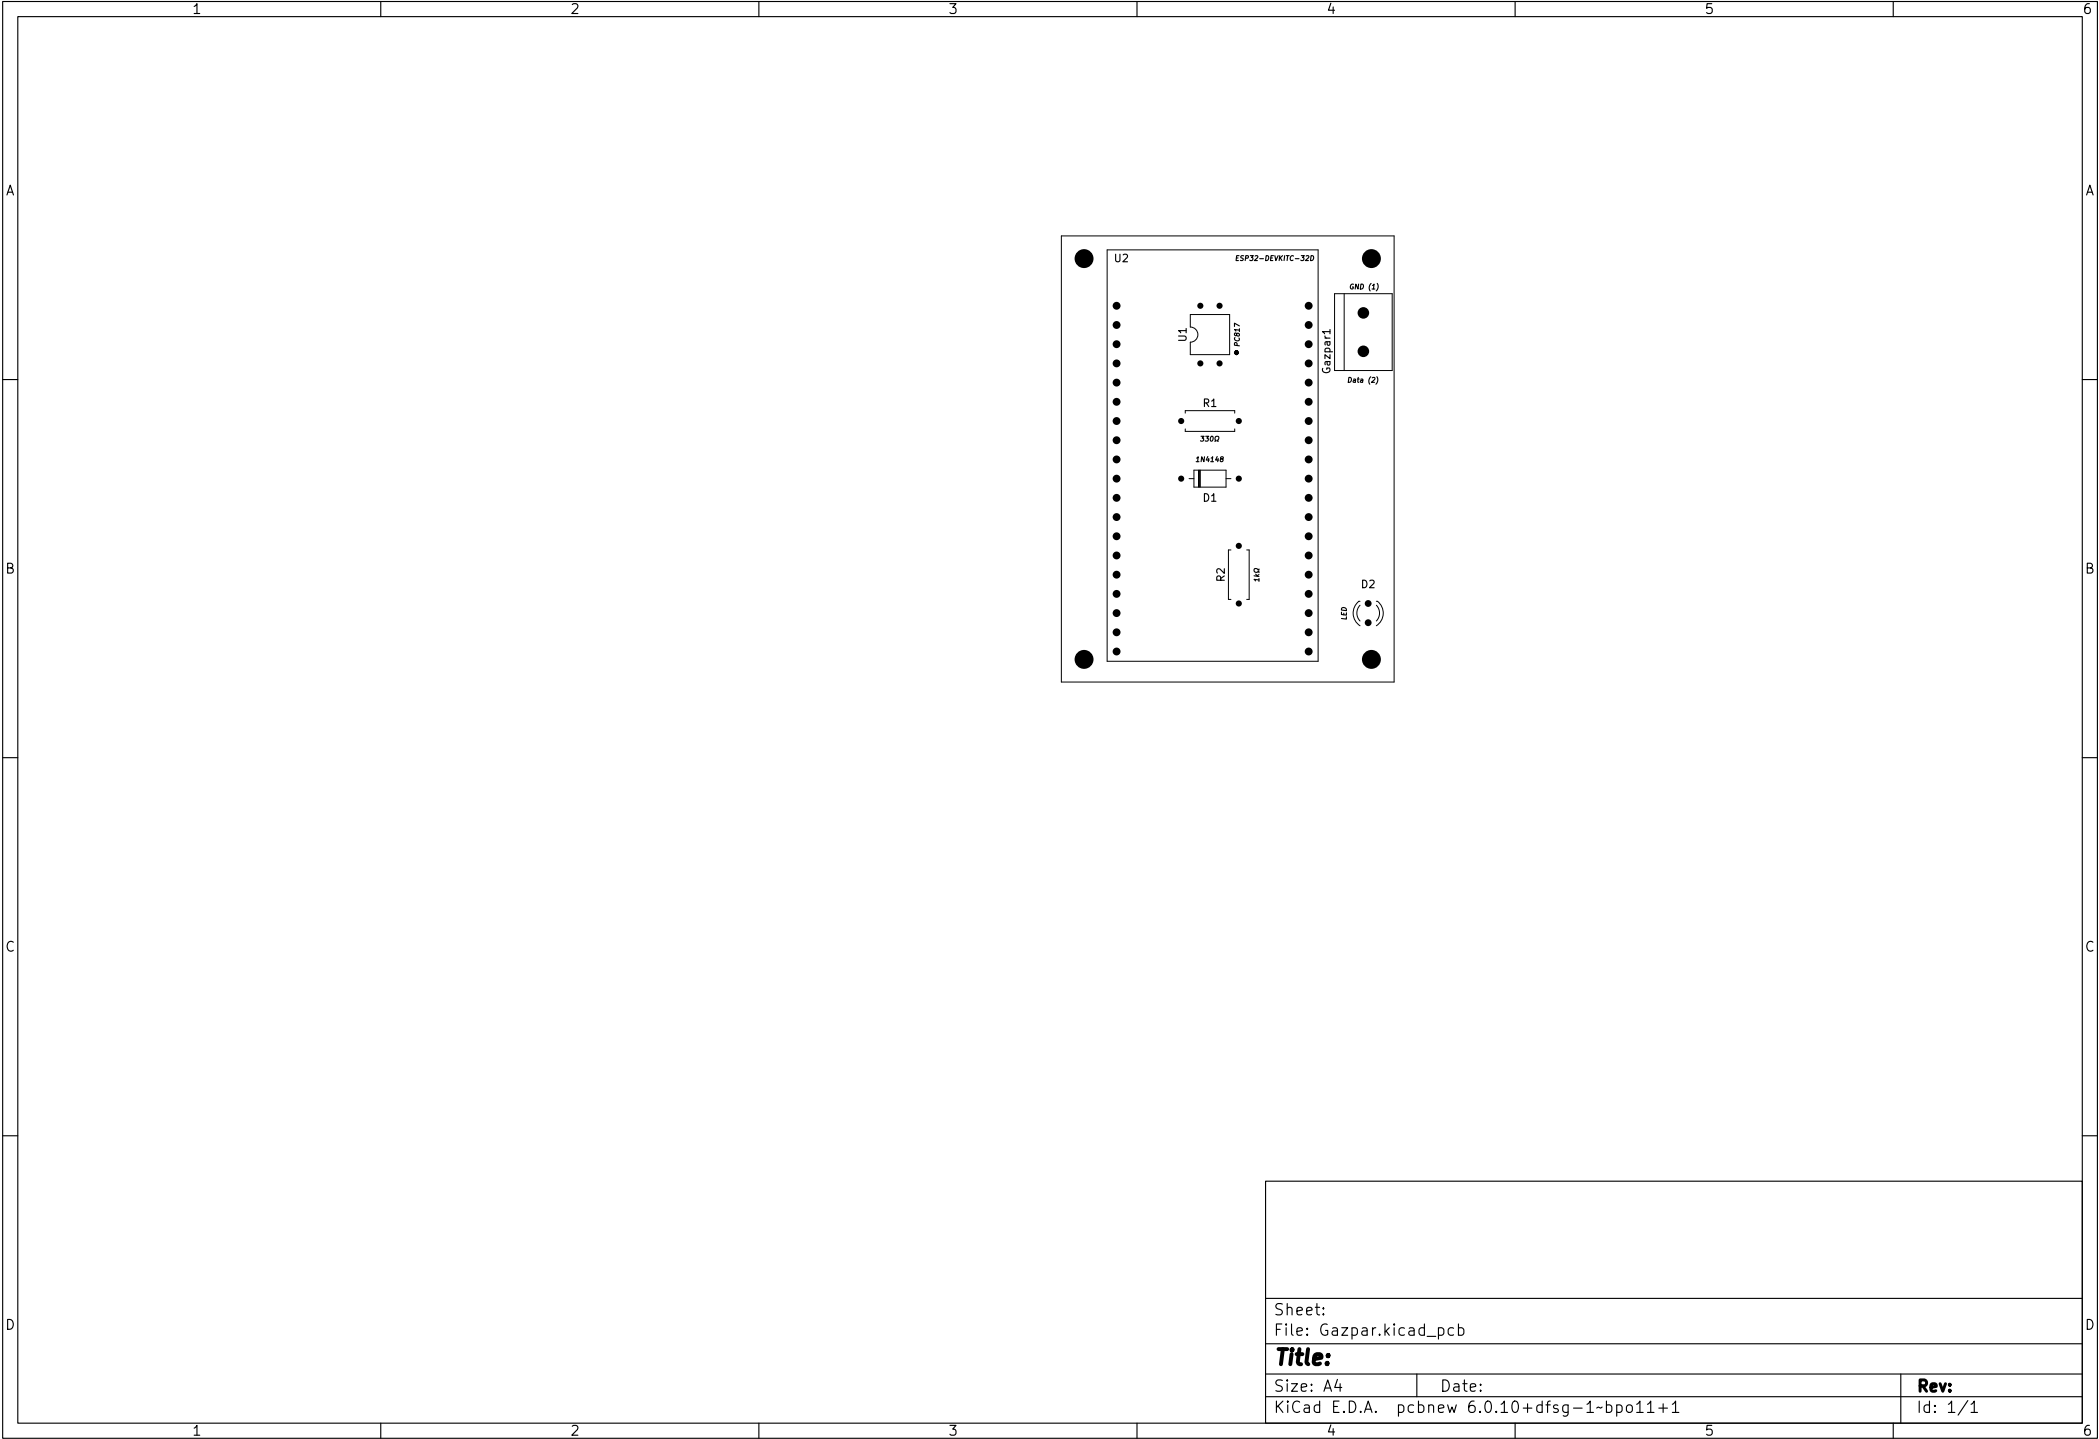 1 2 3 4 5 6
A A
U2 ESP32-DEVKITC-32D
GND (1)
U1
PC817
Gazpar1
Data (2)
R1
330Ω
1N4148
D1
R2
1kΩ
D2
LED
B B
C C
D D
Sheet:
File: Gazpar.kicad_pcb
Title:
Size: A4 Date: Rev:
KiCad E.D.A. pcbnew 6.0.10+dfsg-1~bpo11+1 Id: 1/1
1 2 3 4 5 6